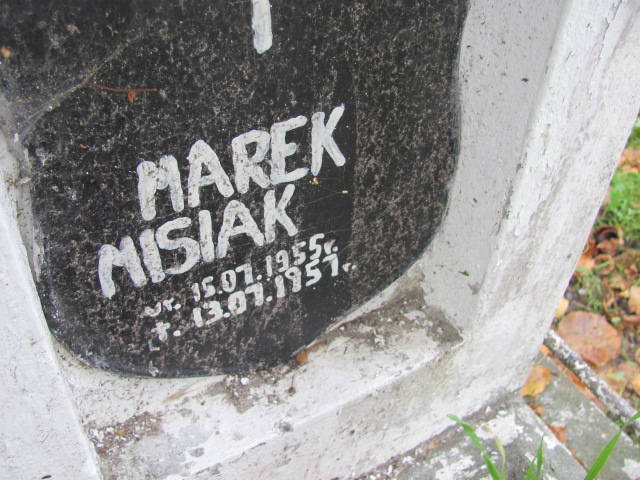 MAREK
MISIAK
ur. 15.07.1955r.
+. 13.07.1957r.